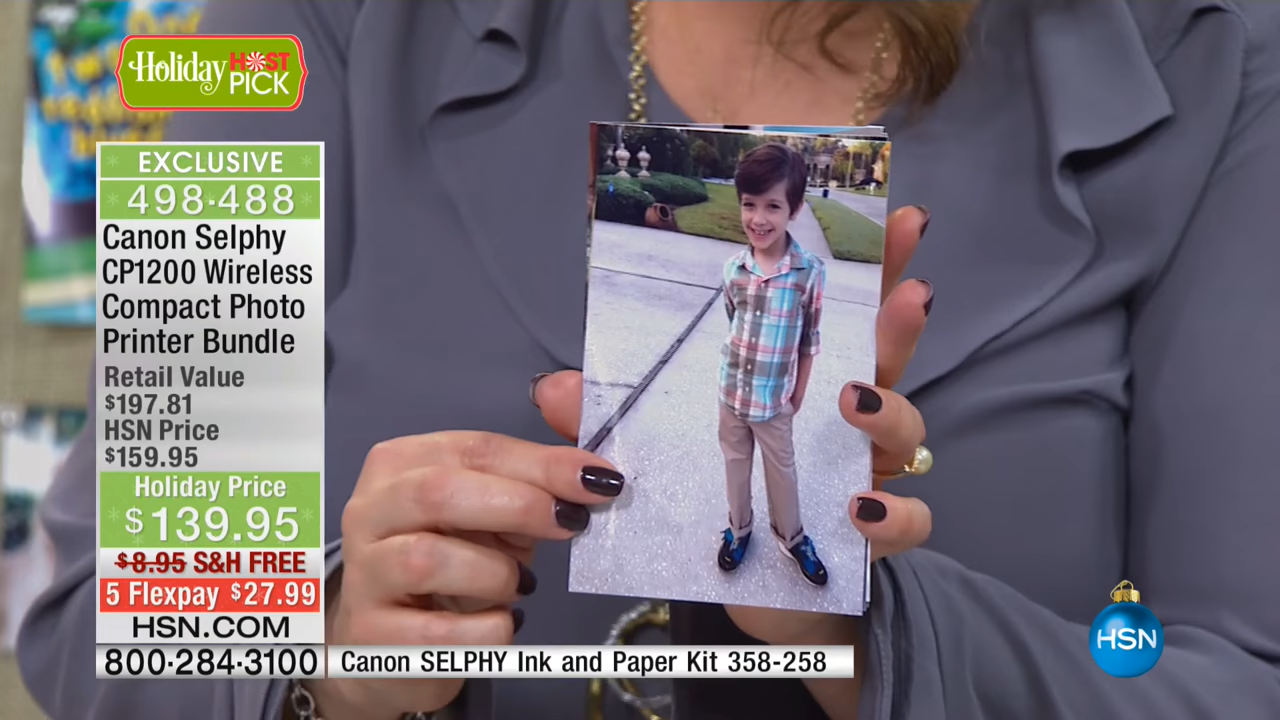 Holiday HOST
PICK
EXCLUSIVE
498-488
Canon Selphy
CP1200 Wireless
Compact Photo
Printer Bundle
Retail Value
$197.81
HSN Price
$159.95
Holiday Price
$139.95
$8.95 S&H FREE
5 Flexpay $27.99
HSN.COM
800-284-3100
Canon SELPHY Ink and Paper Kit 358-258
HSN